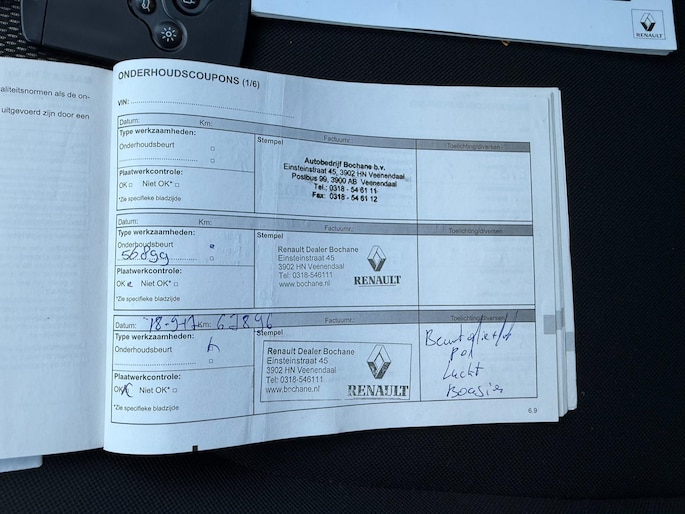 RENAULT
aliteitsnormen als de on-
uitgevoerd zijn door een
ONDERHOUDSCOUPONS (1/6)
VIN:
Datum: Km: Factuurnr.: Toelichting/diversen
Type werkzaamheden:
Onderhoudsbeurt
Plaatwerkcontrole:
OK Niet OK*
*Zie specifieke bladzijde
Stempel
Autobedrijf Bochane b.v.
Einsteinstraat 45, 3902 HN Veenendaal
Postbus 99, 3900 AB Veenendaal
Tel.: 0318 - 54 61 11
Fax: 0318 - 54 61 12
Datum: Km: Factuurnr.: Toelichting/diversen
Type werkzaamheden:
Onderhoudsbeurt
56899
Plaatwerkcontrole:
OK Niet OK*
*Zie specifieke bladzijde
Stempel
Renault Dealer Bochane
Einsteinstraat 45
3902 HN Veenendaal
Tel: 0318-546111
www.bochane.nl
RENAULT
Datum: 18-9-17 Km: 62896 Factuurnr.: Toelichting/diversen
Type werkzaamheden:
Onderhoudsbeurt
Plaatwerkcontrole:
OK Niet OK*
*Zie specifieke bladzijde
Stempel
Renault Dealer Bochane
Einsteinstraat 45
3902 HN Veenendaal
Tel: 0318-546111
www.bochane.nl
RENAULT
Lucht
6.9